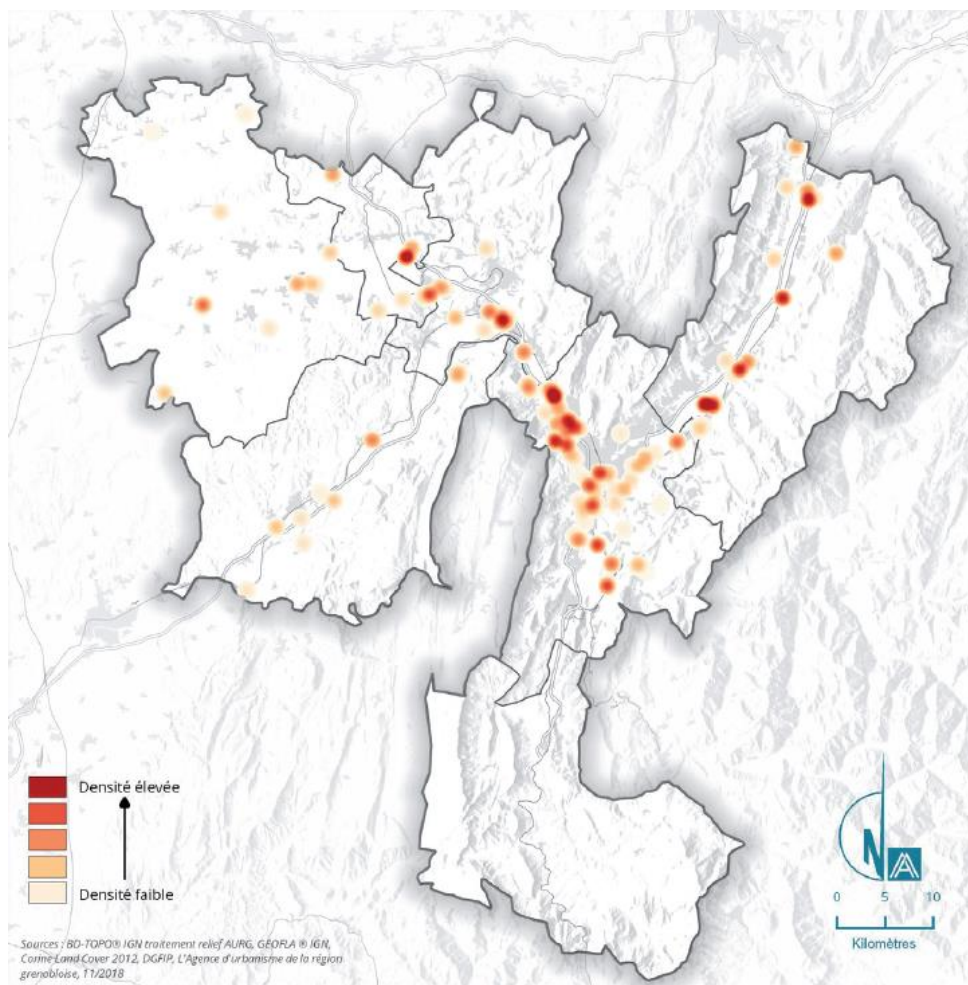 Densité élevée
Densité faible
N
0 5 10
Kilomètres
Sources : BD-TOPO® IGN traitement relief AURG, GEOFLA ® IGN,
Corine Land Cover 2012, DGFIP, L'Agence d'urbanisme de la région
grenobloise, 11/2018